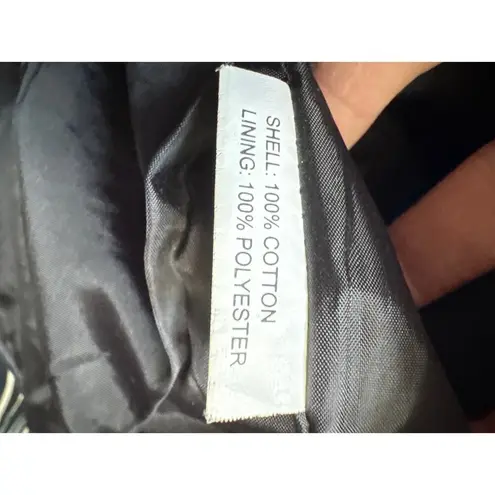 SHELL: 100% COTTON
LINING: 100% POLYESTER